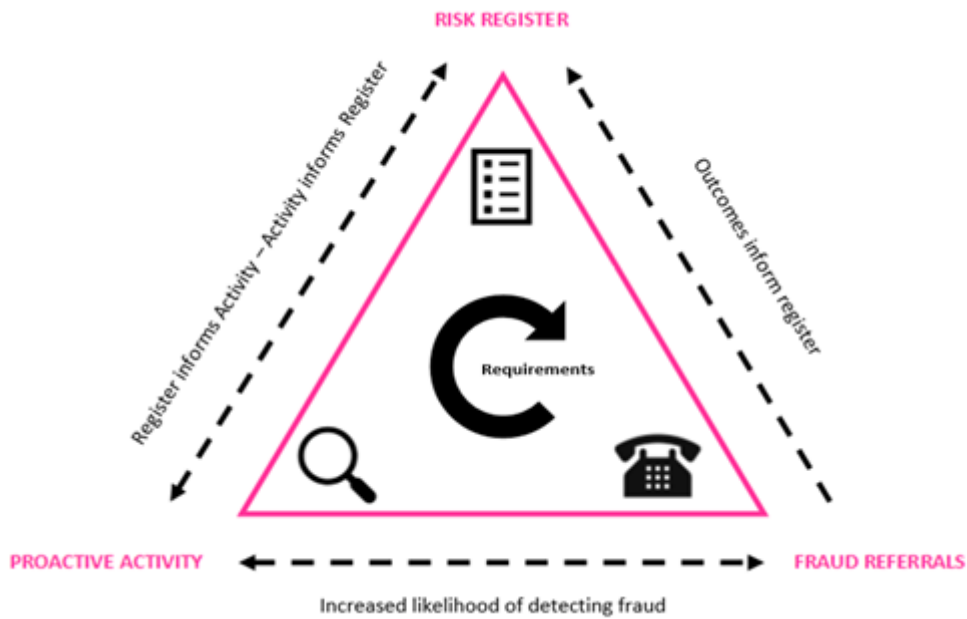 RISK REGISTER
Register informs Activity – Activity informs Register
Outcomes inform register
Requirements
PROACTIVE ACTIVITY
FRAUD REFERRALS
Increased likelihood of detecting fraud